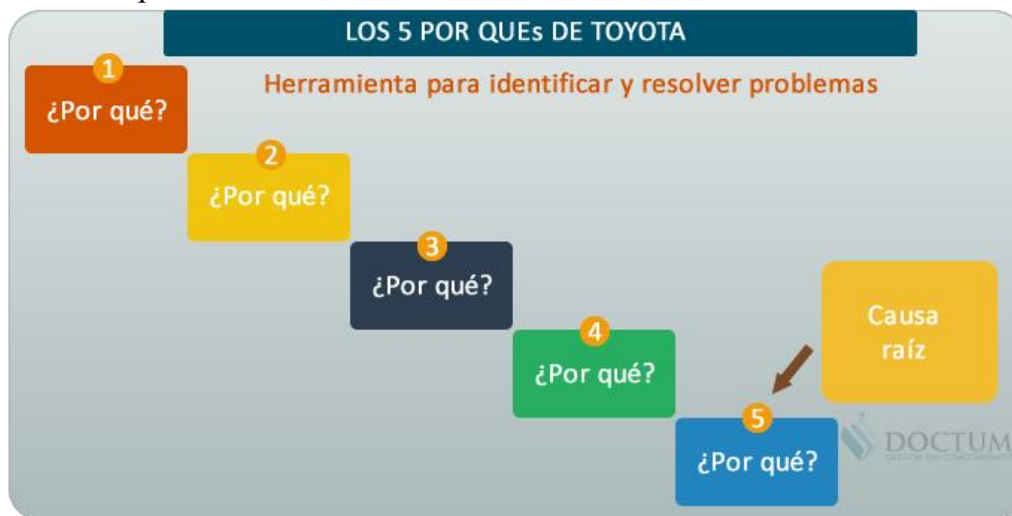 LOS 5 POR QUEs DE TOYOTA
Herramienta para identificar y resolver problemas
1
¿Por qué?
2
¿Por qué?
3
¿Por qué?
4
¿Por qué?
Causa
raíz
5
¿Por qué?
DOCTUM